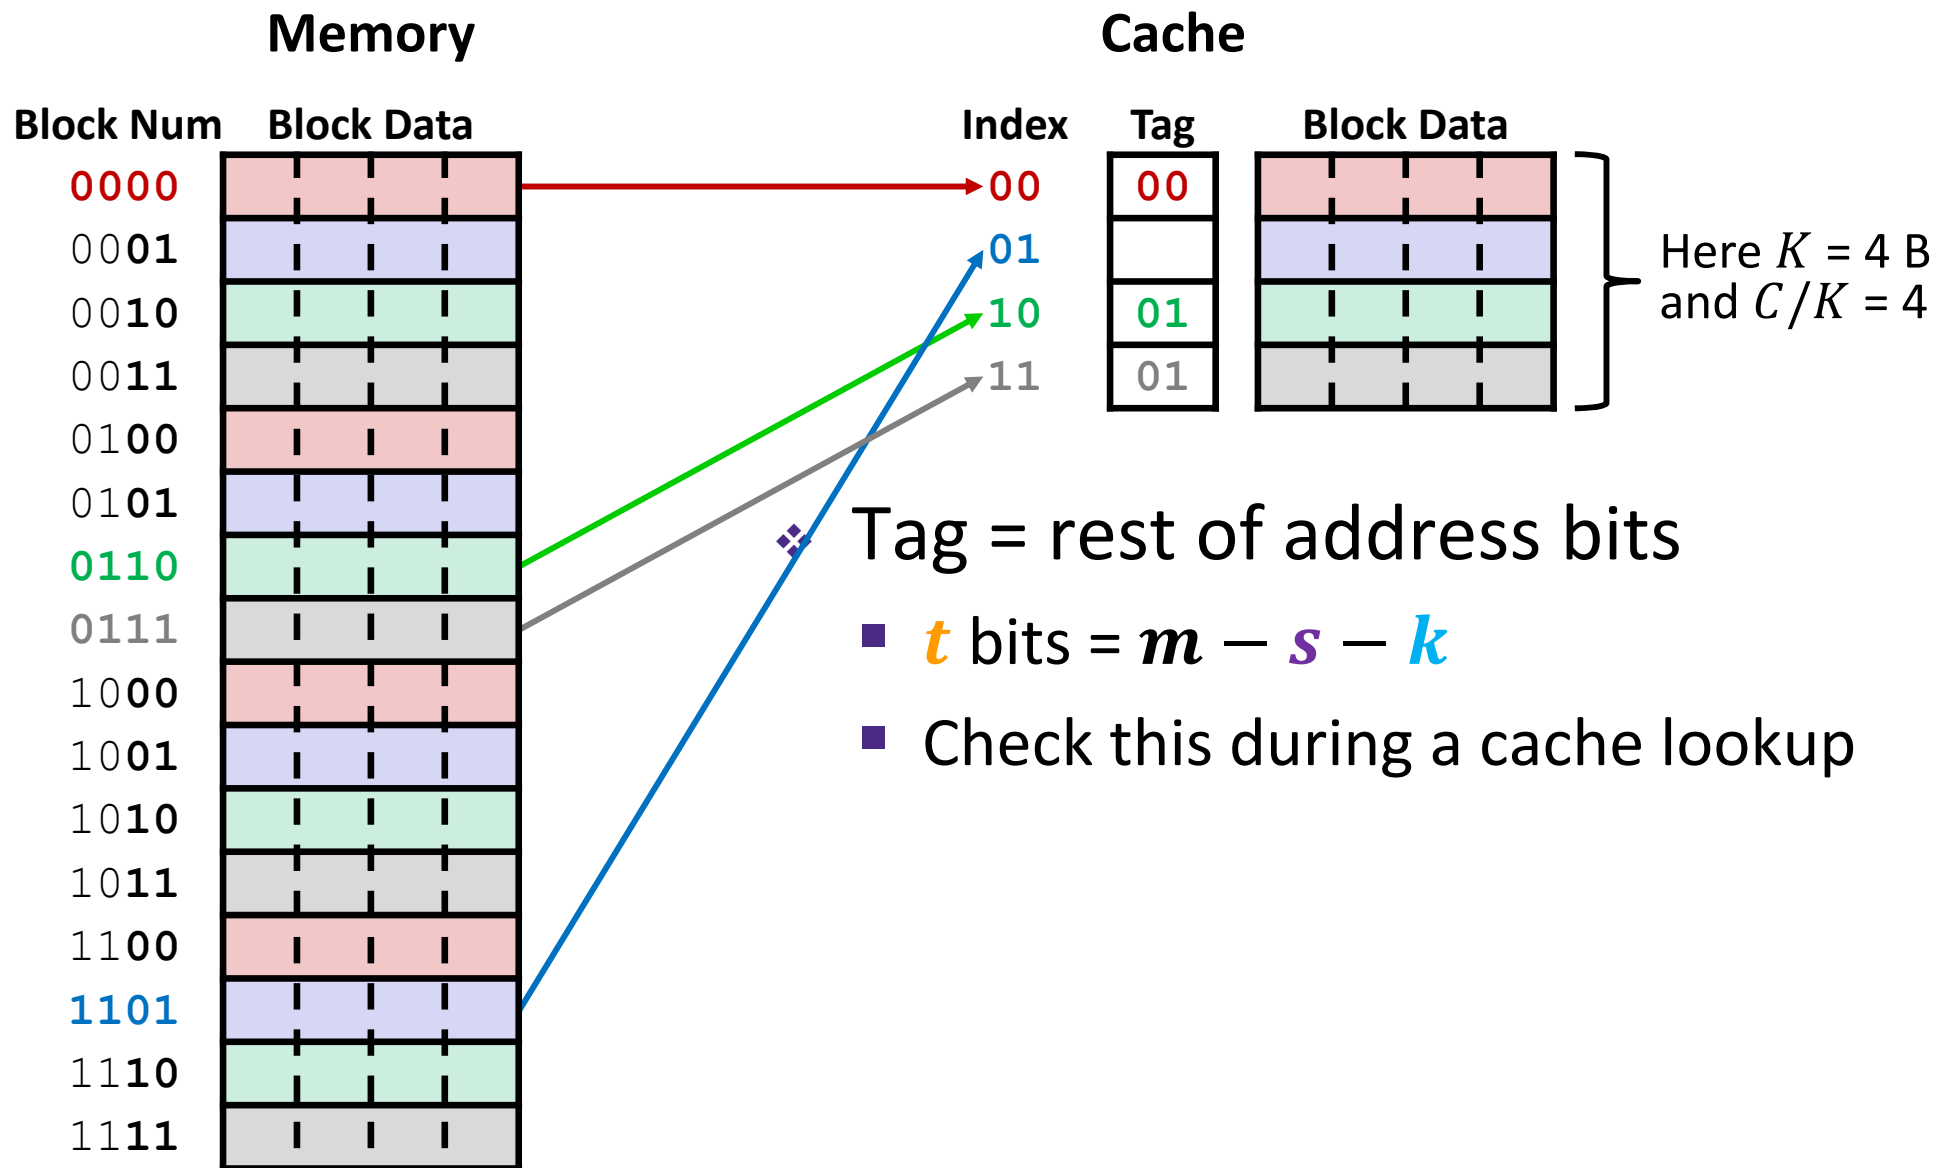 Memory
Cache
Block Num Block Data
Index Tag Block Data
0000
0001
0010
0011
0100
0101
0110
0111
1000
1001
1010
1011
1100
1101
1110
1111
00 00
01
10 01
11 01
Here K = 4 B
and C/K = 4
❖ Tag = rest of address bits
▪ t bits = m − s − k
▪ Check this during a cache lookup